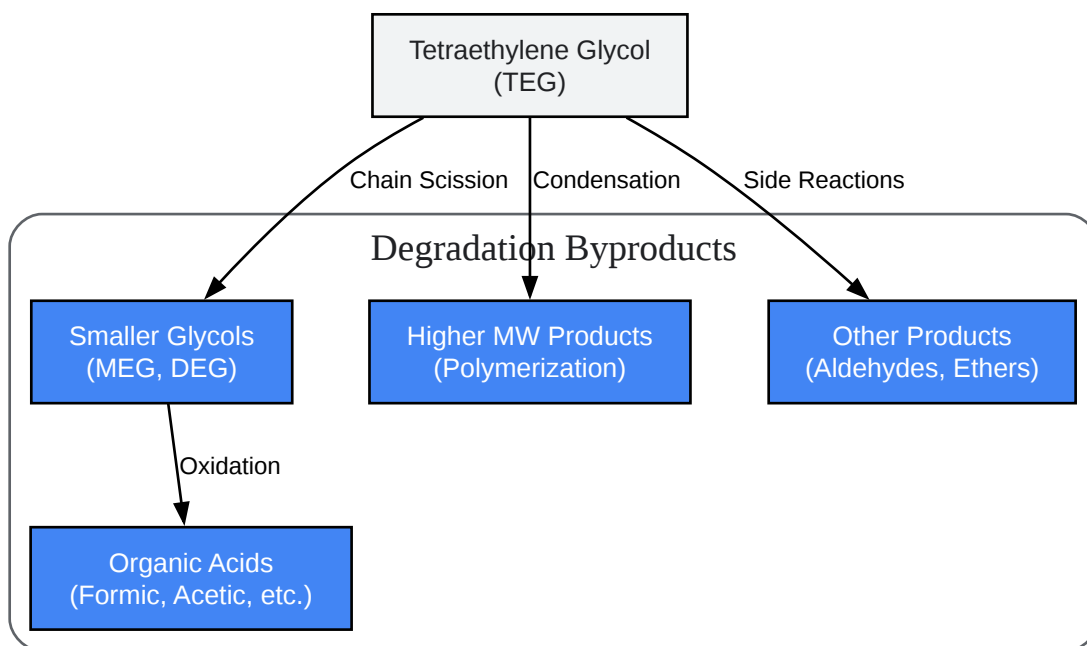 Tetraethylene Glycol
(TEG)
Chain Scission
Condensation
Side Reactions
Degradation Byproducts
Smaller Glycols
(MEG, DEG)
Higher MW Products
(Polymerization)
Other Products
(Aldehydes, Ethers)
Oxidation
Organic Acids
(Formic, Acetic, etc.)